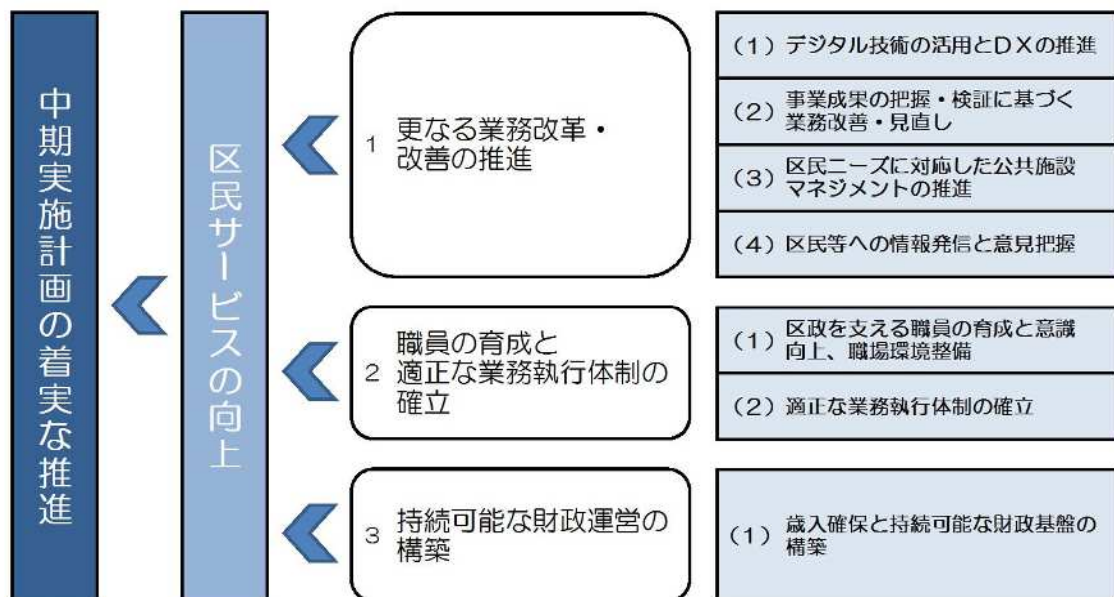 中期実施計画の着実な推進
区民サービスの向上
1 更なる業務改革・
改善の推進
（1）デジタル技術の活用とＤＸの推進
（2）事業成果の把握・検証に基づく
業務改善・見直し
（3）区民ニーズに対応した公共施設
マネジメントの推進
（4）区民等への情報発信と意見把握
2 職員の育成と
適正な業務執行体制の
確立
（1）区政を支える職員の育成と意識
向上、職場環境整備
（2）適正な業務執行体制の確立
3 持続可能な財政運営の
構築
（1）歳入確保と持続可能な財政基盤の
構築